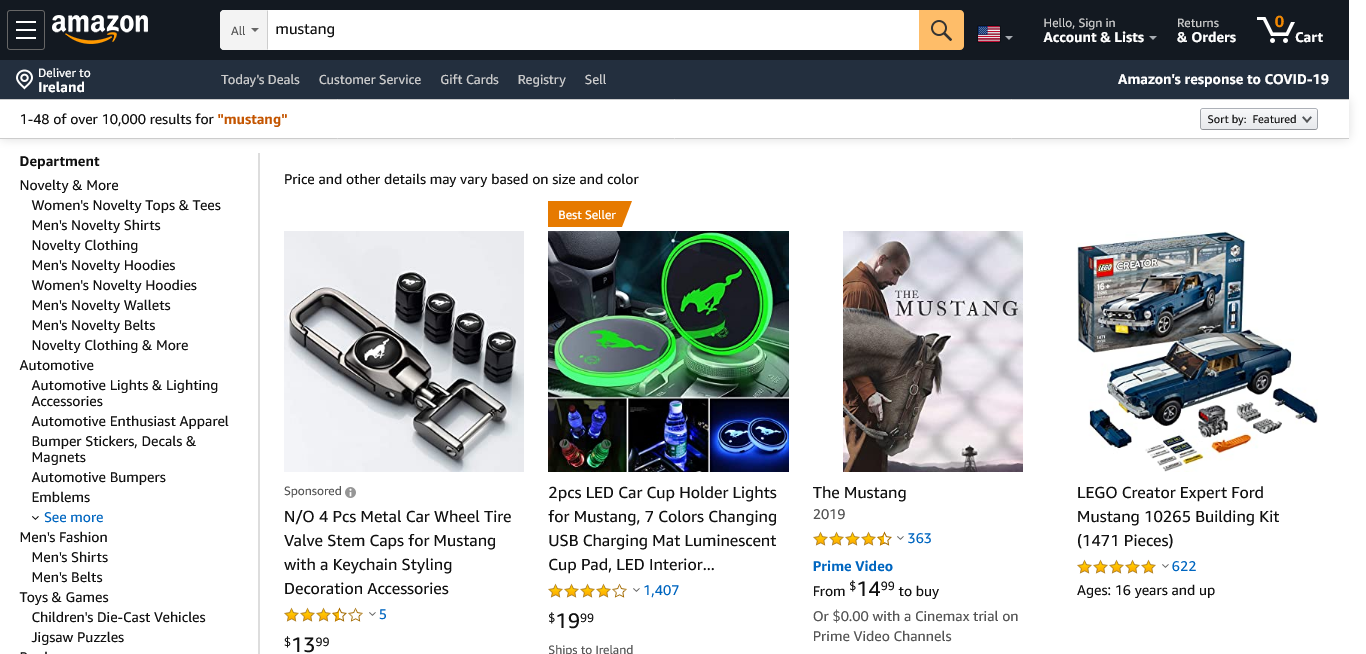 amazon
All
mustang
Hello, Sign in
Account & Lists
Returns
& Orders
0
Cart
Deliver to
Ireland
Today's Deals
Customer Service
Gift Cards
Registry
Sell
Amazon's response to COVID-19
1-48 of over 10,000 results for "mustang"
Sort by: Featured
Department
Novelty & More
Women's Novelty Tops & Tees
Men's Novelty Shirts
Novelty Clothing
Men's Novelty Hoodies
Women's Novelty Hoodies
Men's Novelty Wallets
Men's Novelty Belts
Novelty Clothing & More
Automotive
Automotive Lights & Lighting
Accessories
Automotive Enthusiast Apparel
Bumper Stickers, Decals &
Magnets
Automotive Bumpers
Emblems
See more
Men's Fashion
Men's Shirts
Men's Belts
Toys & Games
Children's Die-Cast Vehicles
Jigsaw Puzzles
Price and other details may vary based on size and color
Sponsored
N/O 4 Pcs Metal Car Wheel Tire
Valve Stem Caps for Mustang
with a Keychain Styling
Decoration Accessories
5
$1399
Best Seller
2pcs LED Car Cup Holder Lights
for Mustang, 7 Colors Changing
USB Charging Mat Luminescent
Cup Pad, LED Interior...
1,407
$1999
Ships to Ireland
THE
MUSTANG
The Mustang
2019
363
Prime Video
From $1499 to buy
Or $0.00 with a Cinemax trial on
Prime Video Channels
LEGO CREATOR
16+
LEGO Creator Expert Ford
Mustang 10265 Building Kit
(1471 Pieces)
622
Ages: 16 years and up